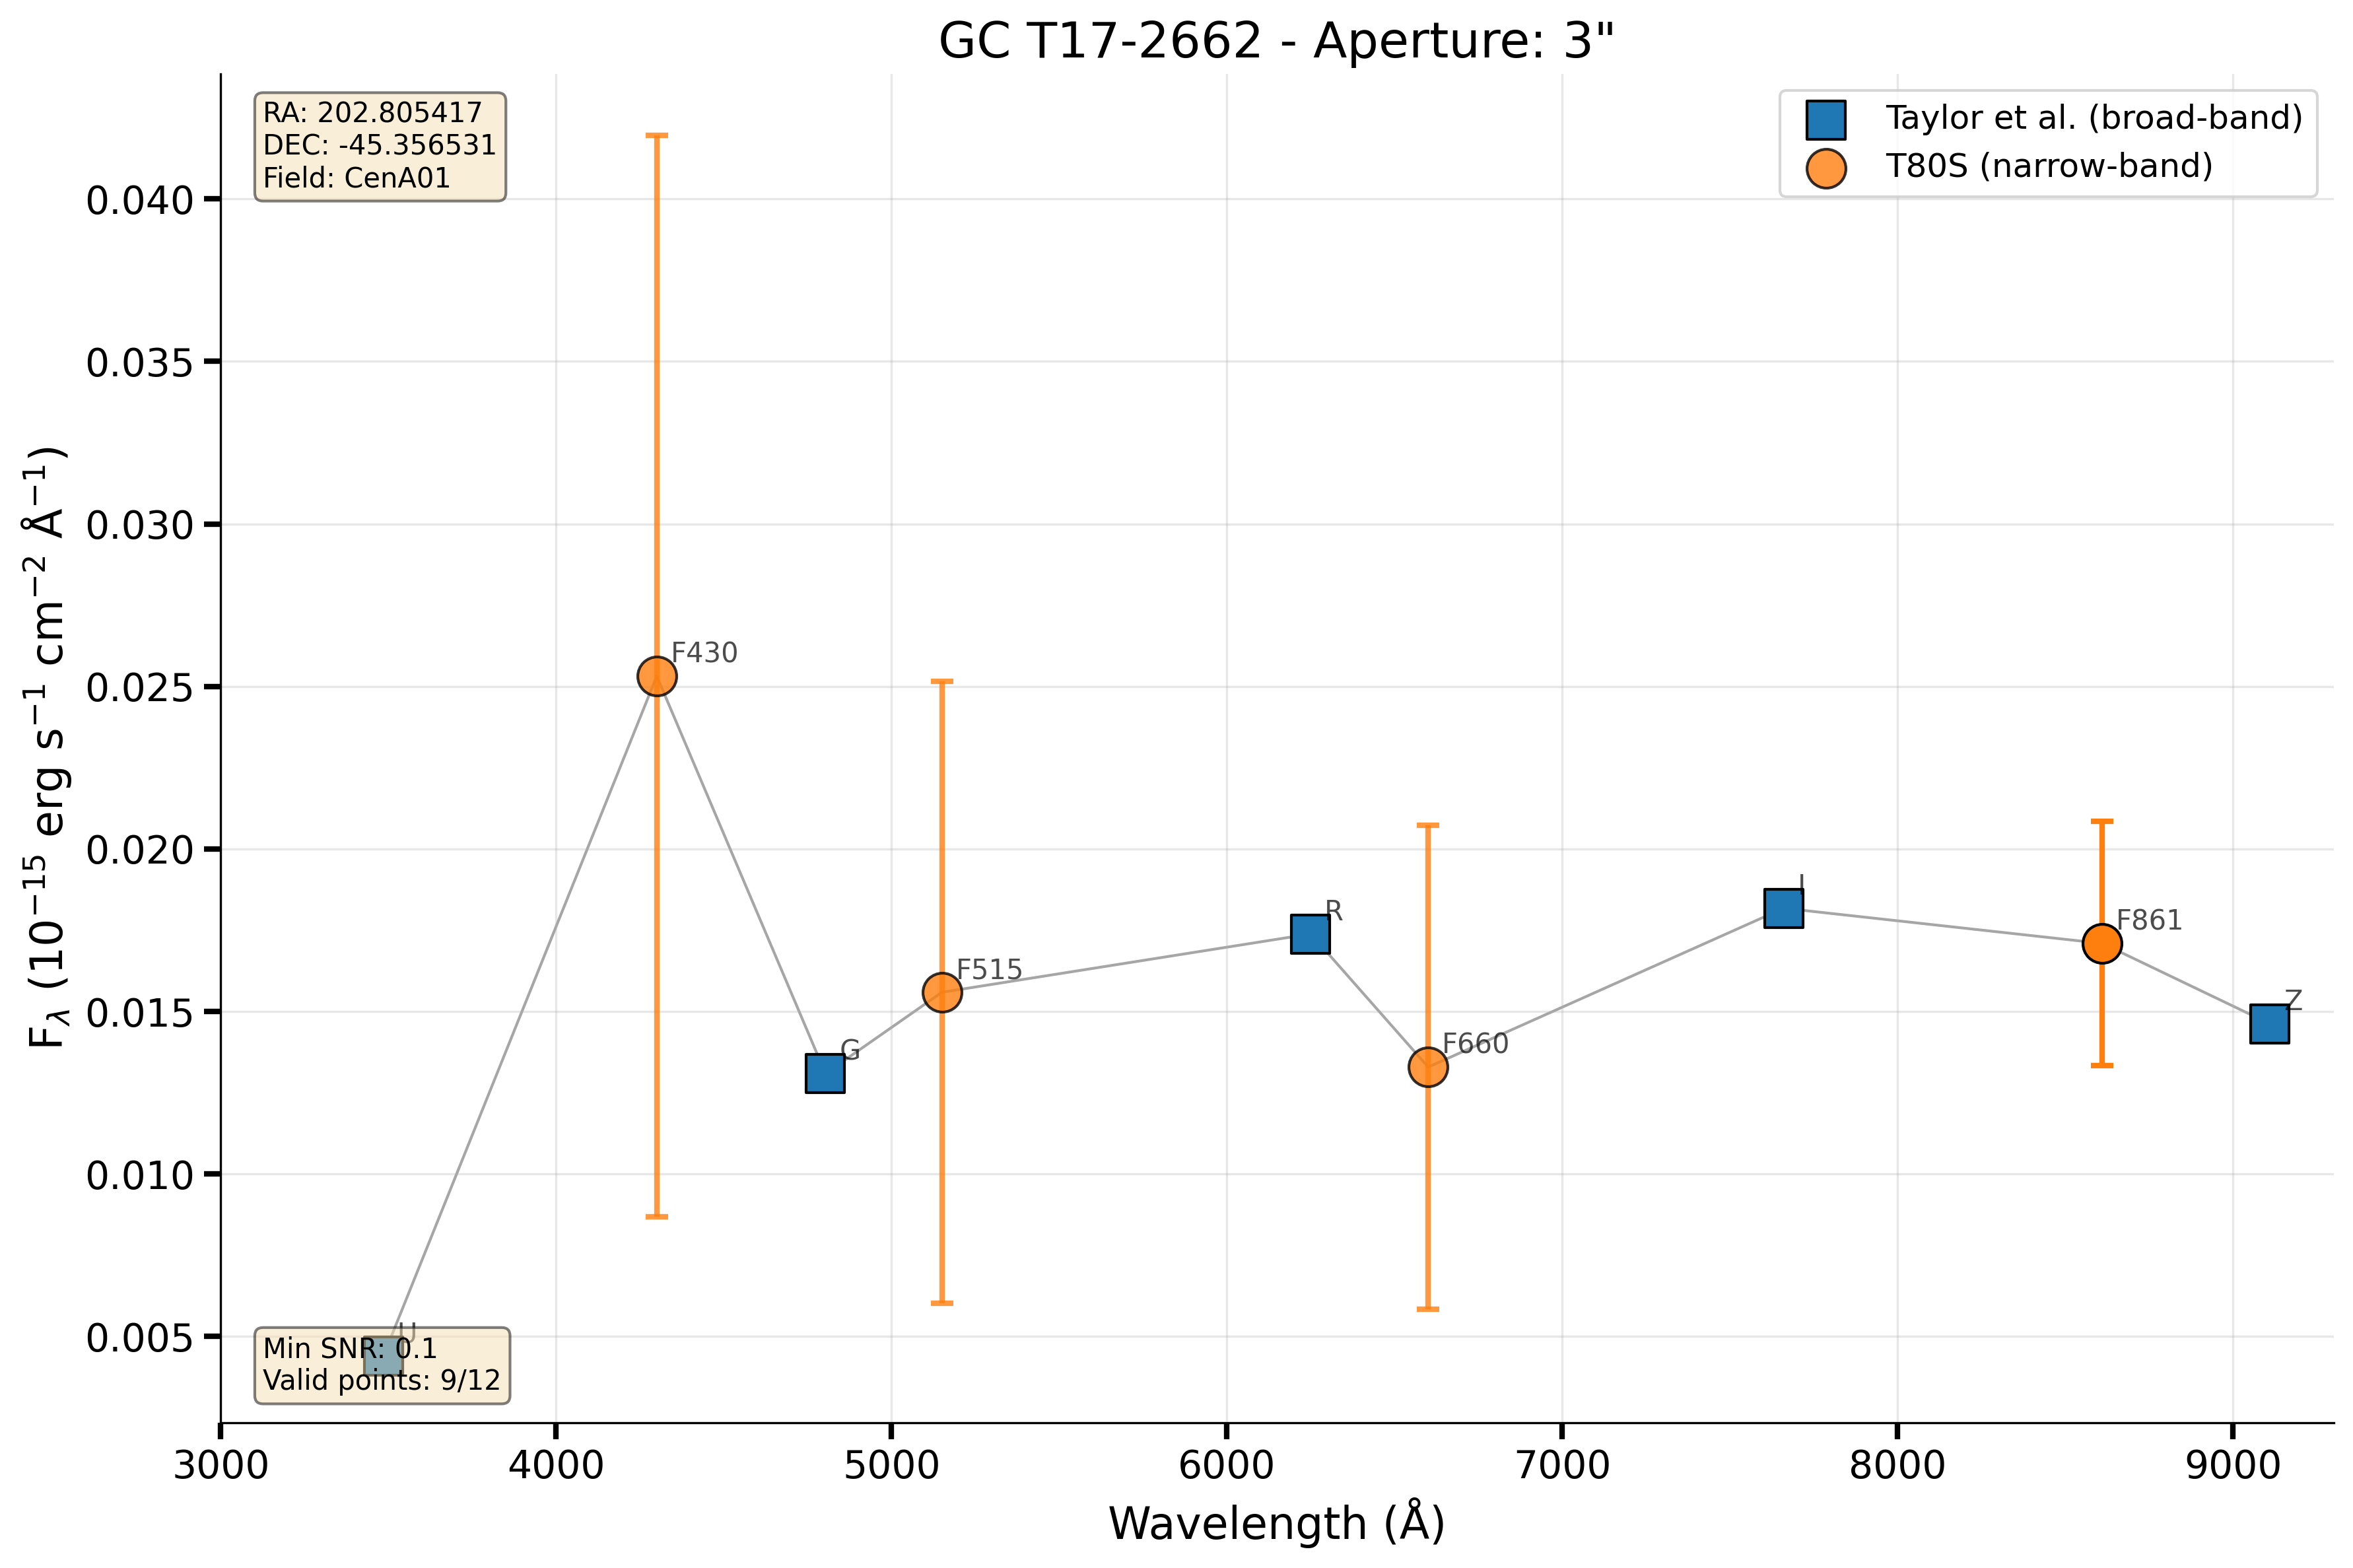 GC T17-2662 - Aperture: 3"
RA: 202.805417
DEC: -45.356531
Field: CenA01
Taylor et al. (broad-band)
T80S (narrow-band)
0.040
0.035
0.030
0.025
0.020
0.015
0.010
0.005
F_λ (10⁻¹⁵ erg s⁻¹ cm⁻² Å⁻¹)
U
F430
G
F515
R
F660
I
F861
Z
Min SNR: 0.1
Valid points: 9/12
3000 4000 5000 6000 7000 8000 9000
Wavelength (Å)